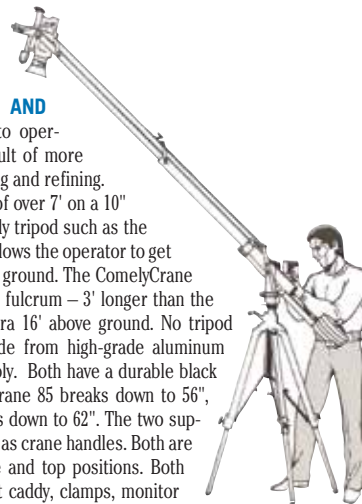 AND
to oper-
ult of more
g and refining.
of over 7' on a 10"
ly tripod such as the
llows the operator to get
ground. The ComelyCrane
fulcrum – 3' longer than the
ra 16' above ground. No tripod
de from high-grade aluminum
ply. Both have a durable black
rane 85 breaks down to 56",
s down to 62". The two sup-
as crane handles. Both are
e and top positions. Both
t caddy, clamps, monitor